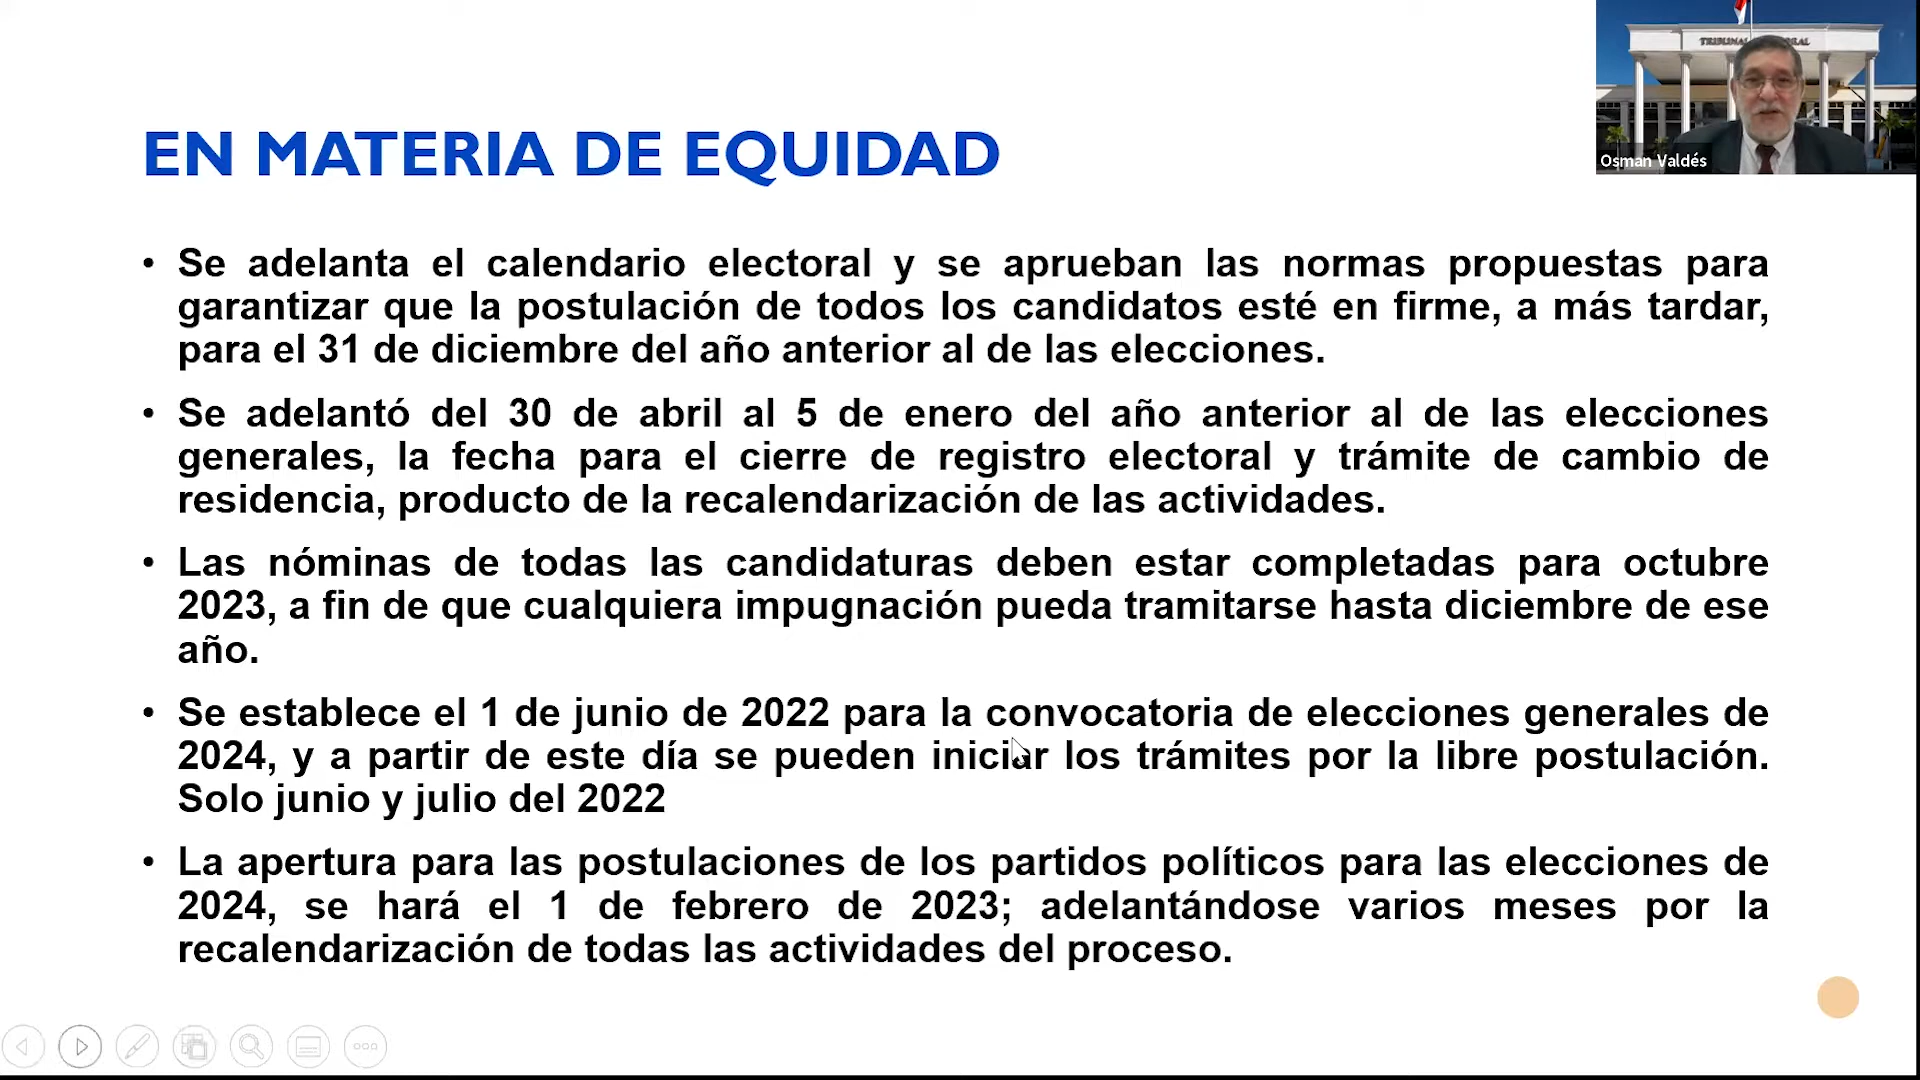 TRIBUNAL ELECTORAL
Osman Valdés
EN MATERIA DE EQUIDAD
• Se adelanta el calendario electoral y se aprueban las normas propuestas para
garantizar que la postulación de todos los candidatos esté en firme, a más tardar,
para el 31 de diciembre del año anterior al de las elecciones.
• Se adelantó del 30 de abril al 5 de enero del año anterior al de las elecciones
generales, la fecha para el cierre de registro electoral y trámite de cambio de
residencia, producto de la recalendarización de las actividades.
• Las nóminas de todas las candidaturas deben estar completadas para octubre
2023, a fin de que cualquiera impugnación pueda tramitarse hasta diciembre de ese
año.
• Se establece el 1 de junio de 2022 para la convocatoria de elecciones generales de
2024, y a partir de este día se pueden iniciar los trámites por la libre postulación.
Solo junio y julio del 2022
• La apertura para las postulaciones de los partidos políticos para las elecciones de
2024, se hará el 1 de febrero de 2023; adelantándose varios meses por la
recalendarización de todas las actividades del proceso.